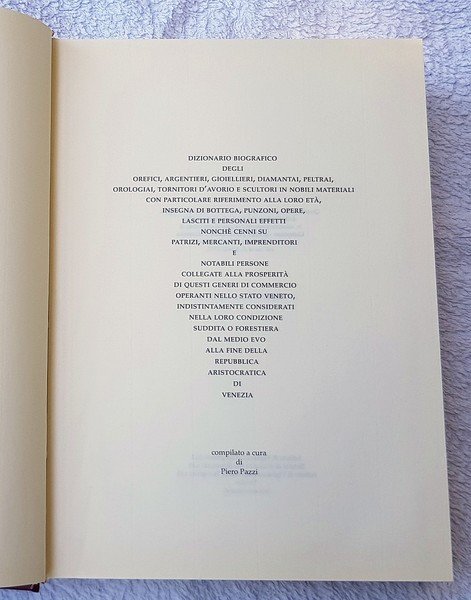 DIZIONARIO BIOGRAFICO
DEGLI
OREFICI, ARGENTIERI, GIOIELLIERI, DIAMANTAI, PELTRAI,
OROLOGIAI, TORNITORI D'AVORIO E SCULTORI IN NOBILI MATERIALI
CON PARTICOLARE RIFERIMENTO ALLA LORO ETÀ,
INSEGNA DI BOTTEGA, PUNZONI, OPERE,
LASCITI E PERSONALI EFFETTI
NONCHÈ CENNI SU
PATRIZI, MERCANTI, IMPRENDITORI
E
NOTABILI PERSONE
COLLEGATE ALLA PROSPERITÀ
DI QUESTI GENERI DI COMMERCIO
OPERANTI NELLO STATO VENETO,
INDISTINTAMENTE CONSIDERATI
NELLA LORO CONDIZIONE
SUDDITA O FORESTIERA
DAL MEDIO EVO
ALLA FINE DELLA
REPUBBLICA
ARISTOCRATICA
DI
VENEZIA
compilato a cura
di
Piero Pazzi